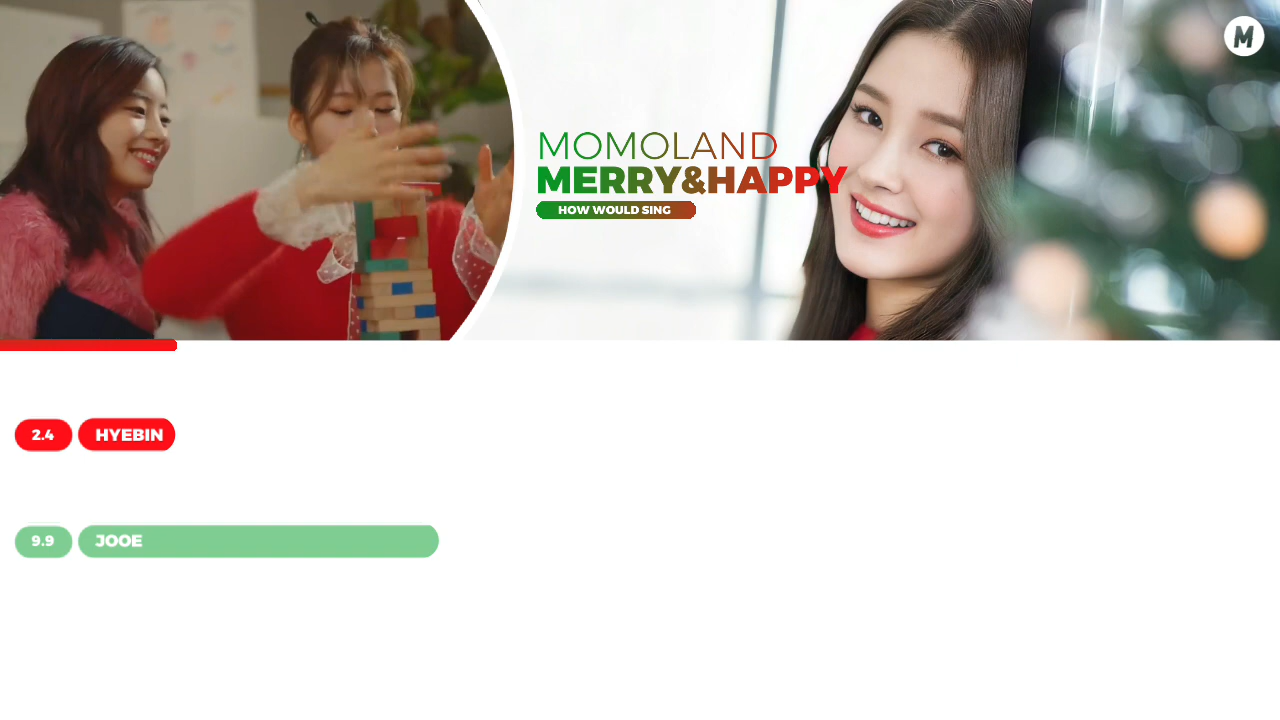 M
MOMOLAND
MERRY&HAPPY
HOW WOULD SING
2.4 HYEBIN
9.9 JOOE